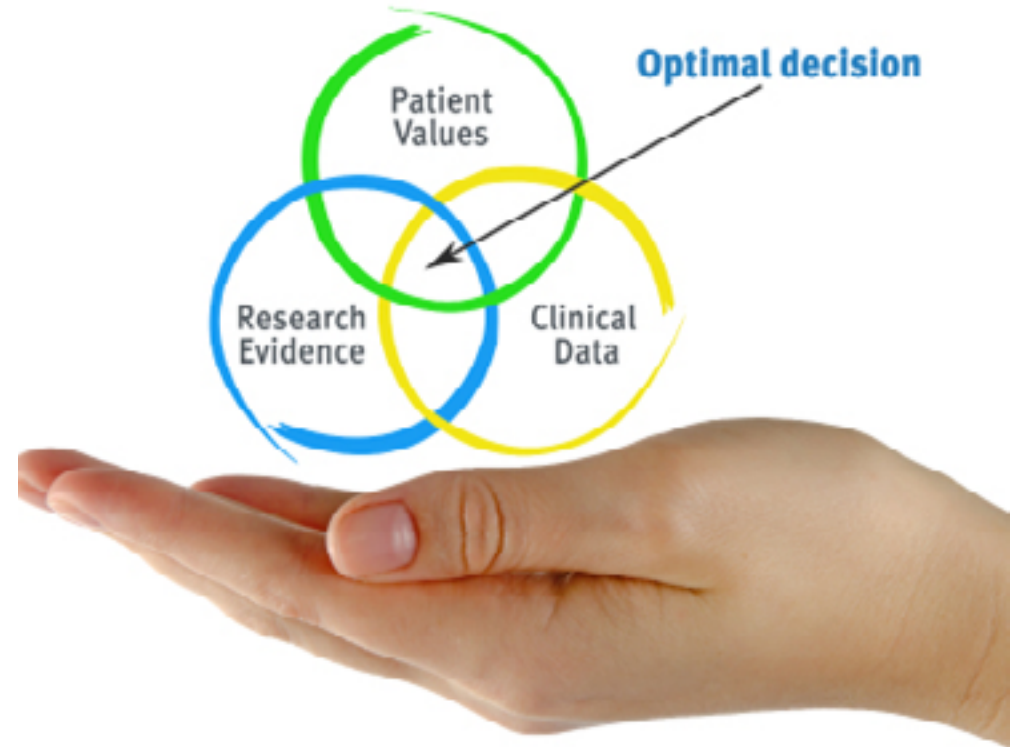 Optimal decision
Patient
Values
Research
Evidence
Clinical
Data